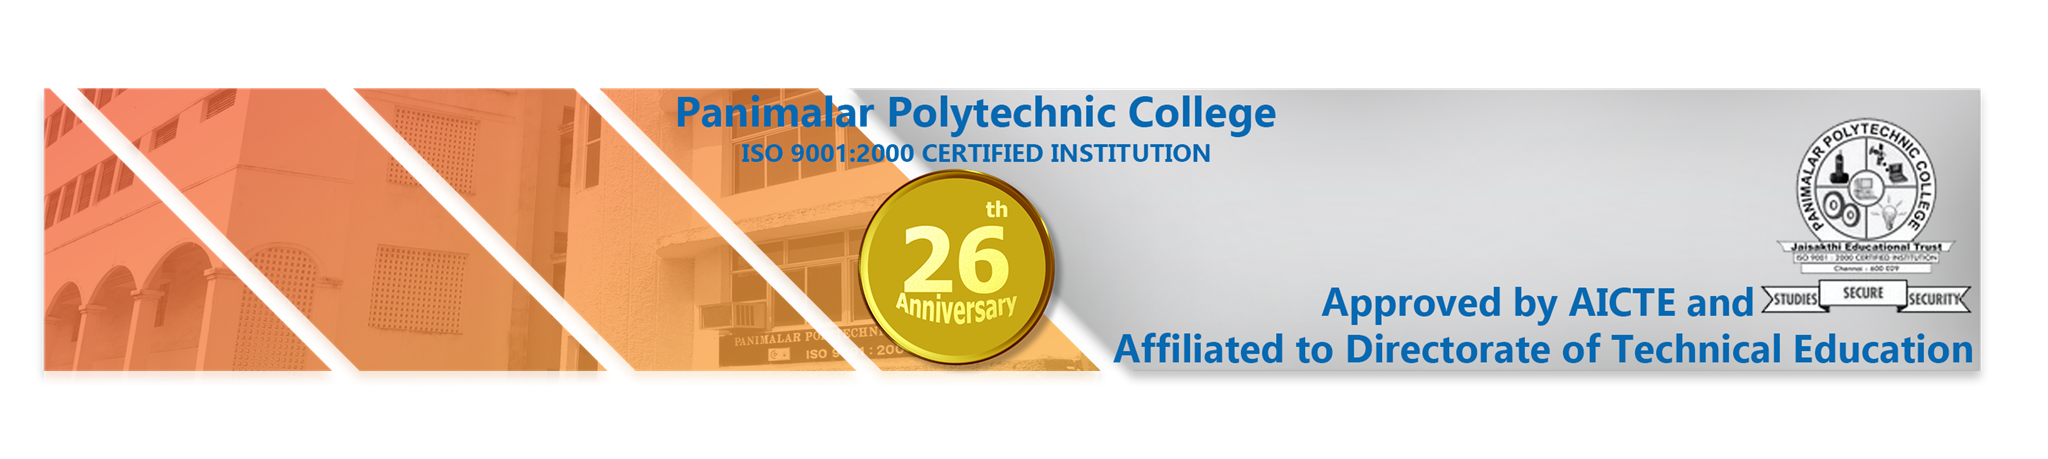 Panimalar Polytechnic College
ISO 9001:2000 CERTIFIED INSTITUTION
26th
Anniversary
PANIMALAR POLYTECHN
ISO 9001 : 200
PANIMALAR POLYTECHNIC COLLEGE
Jaisakthi Educational Trust
ISO 9001 : 2000 CERTIFIED INSTITUTION
Chennai - 600 029
STUDIES SECURE SECURITY
Approved by AICTE and
Affiliated to Directorate of Technical Education